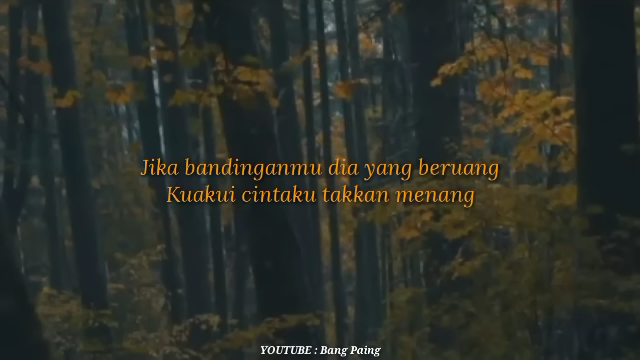 Jika bandinganmu dia yang beruang
Kuakui cintaku takkan menang
YOUTUBE : Bang Paing